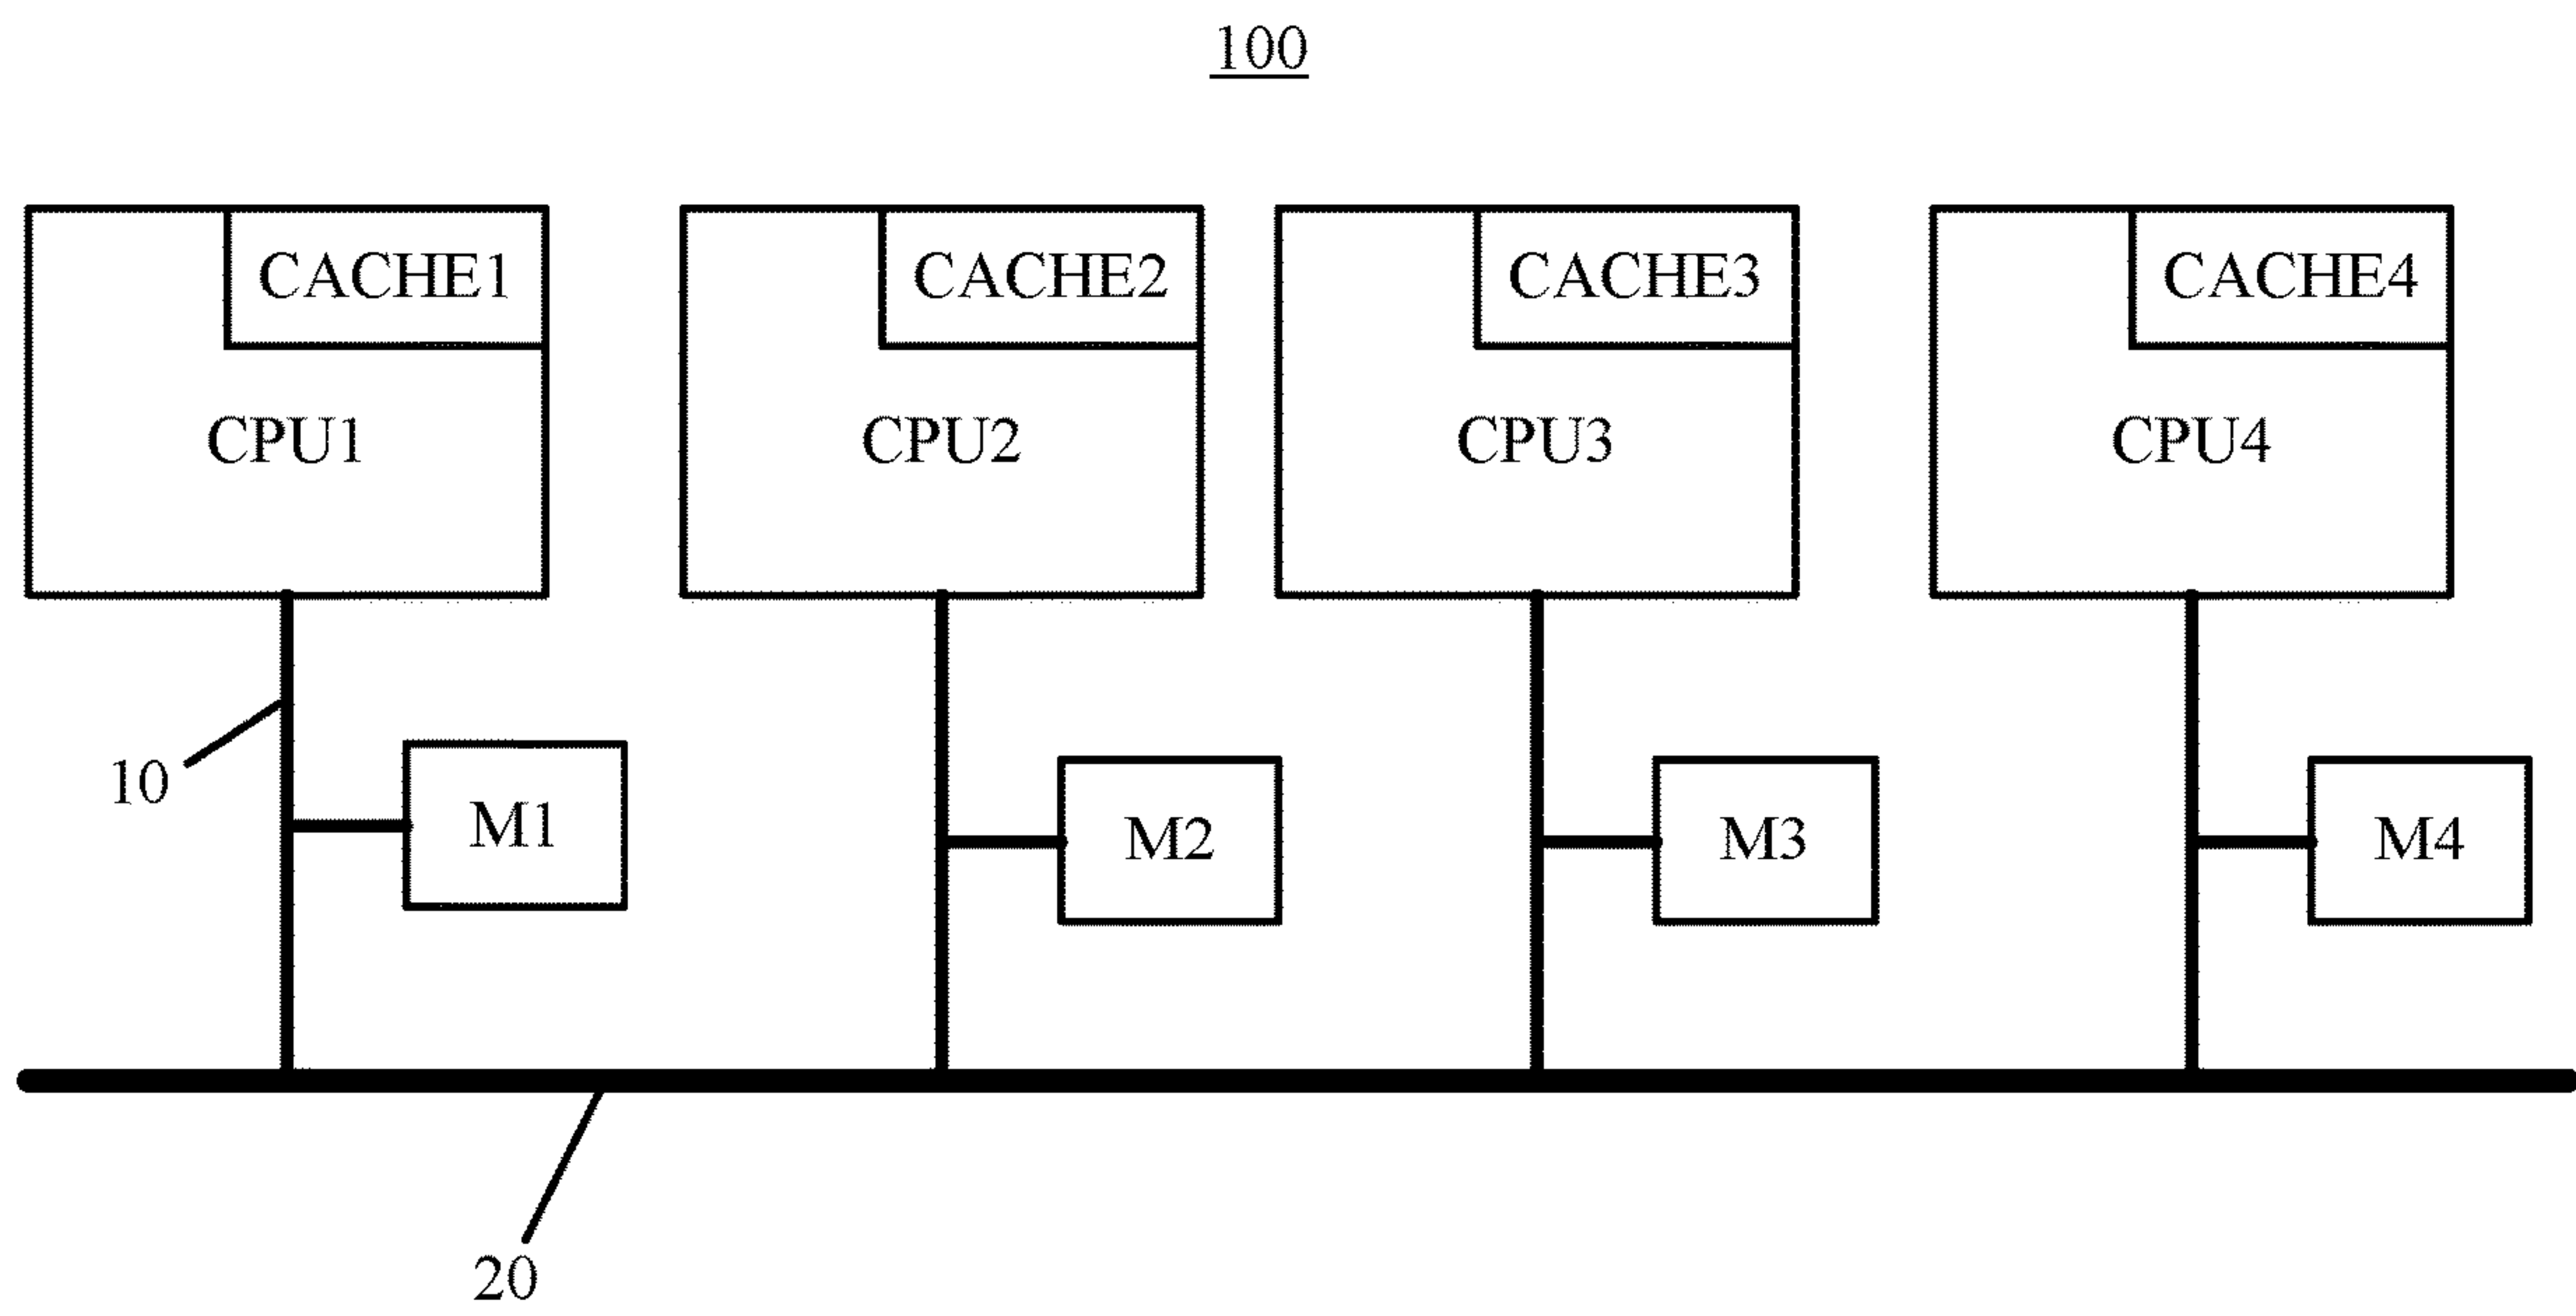 100
CACHE1
CACHE2
CACHE3
CACHE4
CPU1
CPU2
CPU3
CPU4
10
M1
M2
M3
M4
20